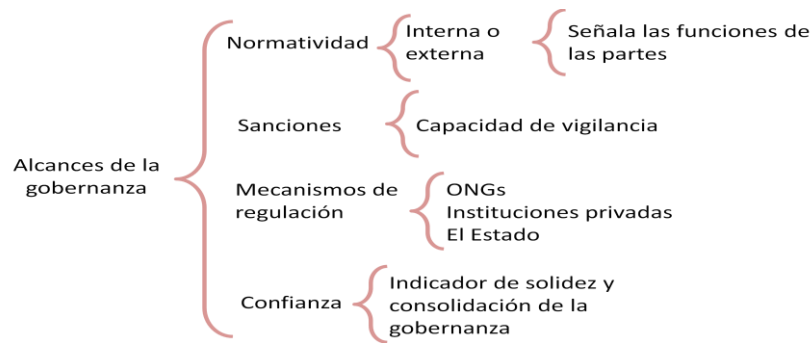 Alcances de la
gobernanza
Normatividad
Interna o
externa
Señala las funciones de
las partes
Sanciones
Capacidad de vigilancia
Mecanismos de
regulación
ONGs
Instituciones privadas
El Estado
Confianza
Indicador de solidez y
consolidación de la
gobernanza